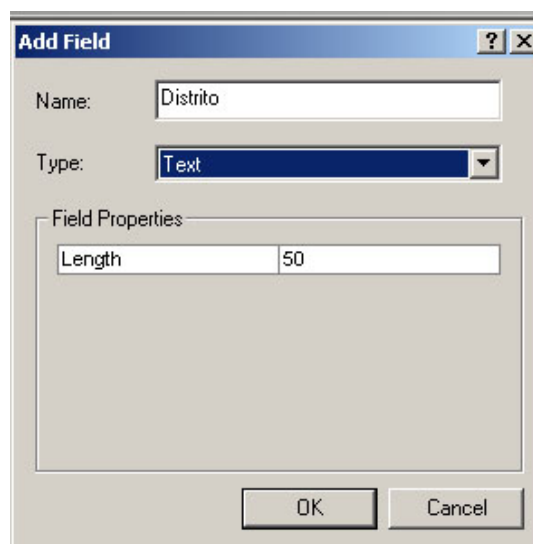 Add Field
Name: Distrito
Type: Text
Field Properties
Length 50
OK Cancel